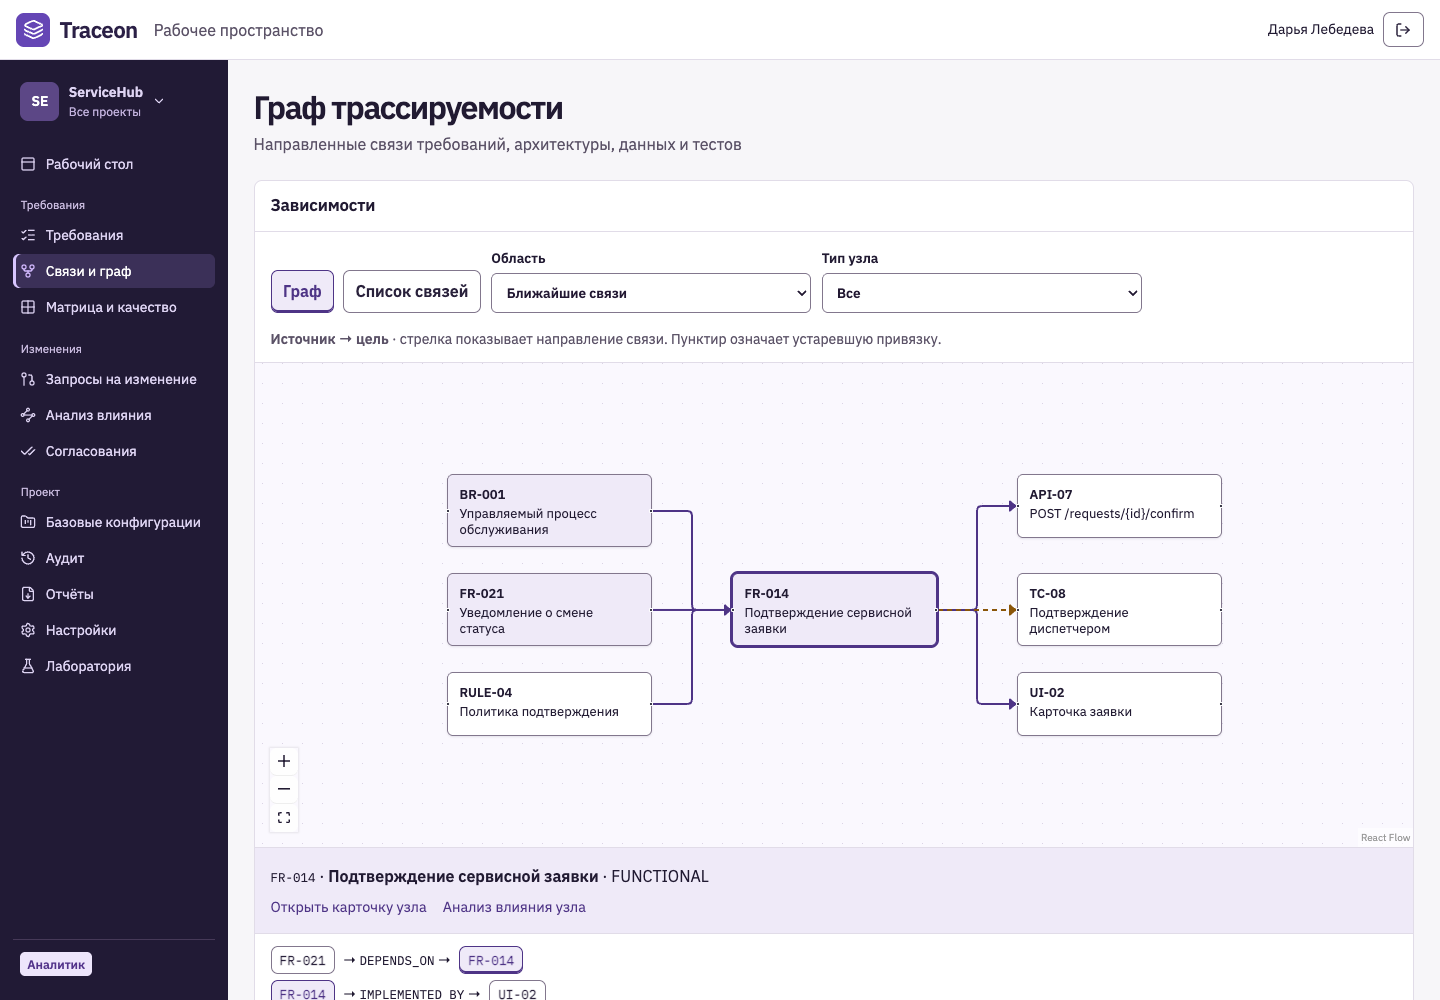 Traceon
Рабочее пространство
Дарья Лебедева
SE
ServiceHub
Все проекты
Рабочий стол
Требования
Требования
Связи и граф
Матрица и качество
Изменения
Запросы на изменение
Анализ влияния
Согласования
Проект
Базовые конфигурации
Аудит
Отчёты
Настройки
Лаборатория
Аналитик
Граф трассируемости
Направленные связи требований, архитектуры, данных и тестов
Зависимости
Граф
Список связей
Область
Ближайшие связи
Тип узла
Все
Источник → цель · стрелка показывает направление связи. Пунктир означает устаревшую привязку.
BR-001
Управляемый процесс
обслуживания
FR-021
Уведомление о смене
статуса
RULE-04
Политика подтверждения
FR-014
Подтверждение сервисной
заявки
API-07
POST /requests/{id}/confirm
TC-08
Подтверждение
диспетчером
UI-02
Карточка заявки
React Flow
FR-014 · Подтверждение сервисной заявки · FUNCTIONAL
Открыть карточку узла Анализ влияния узла
FR-021 → DEPENDS_ON → FR-014
FR-014 → IMPLEMENTED_BY → UI-02